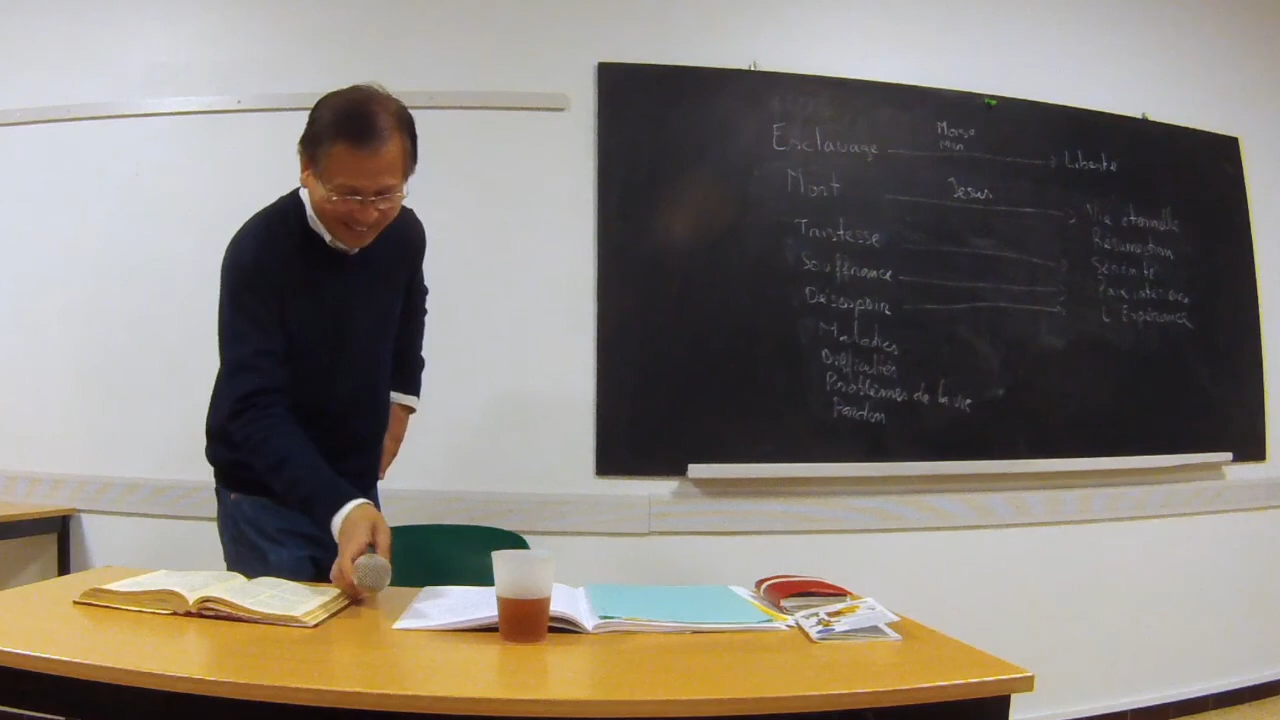 Esclavage Moïse Liberté
Mort Jésus Vie éternelle
Résurrection
Tristesse Sérénité
Souffrance Paix intérieure
Désespoir L'Espérance
Maladies
Difficultés
Problèmes de la vie
Pardon